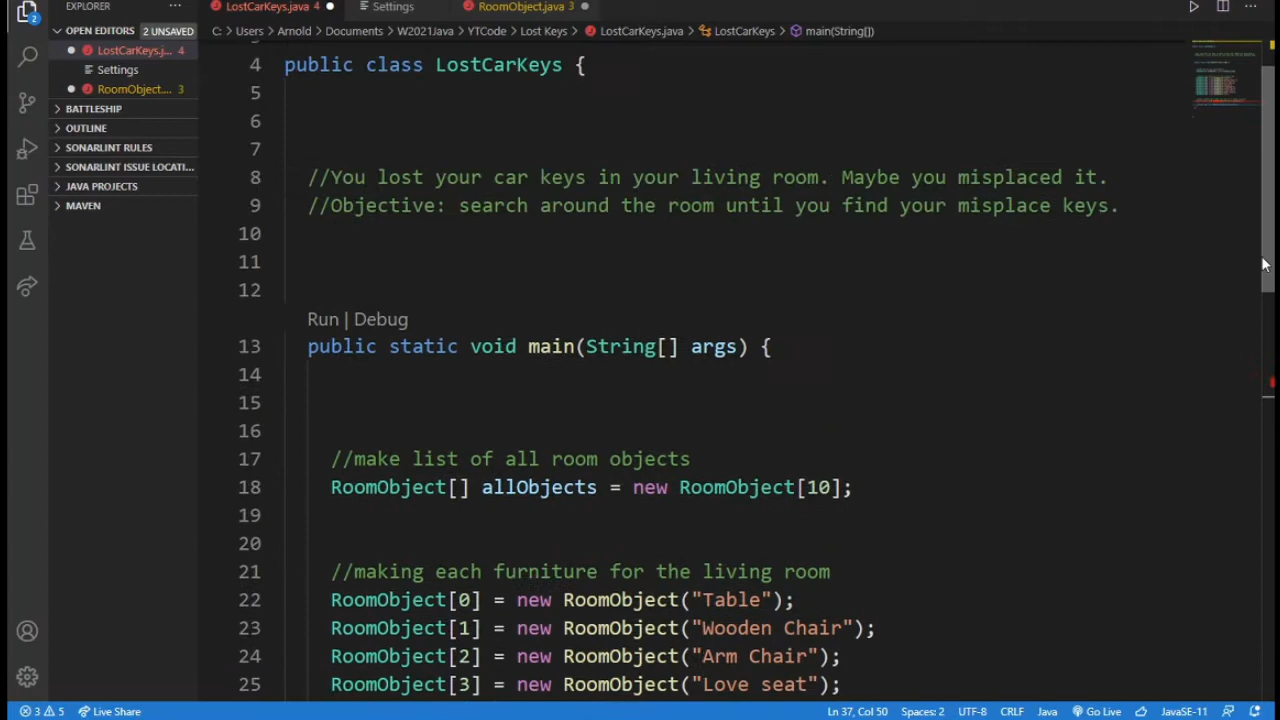 EXPLORER
LostCarKeys.java 4
Settings
RoomObject.java 3
OPEN EDITORS 2 UNSAVED
C: > Users > Arnold > Documents > W2021Java > YTCode > Lost Keys > LostCarKeys.java > LostCarKeys > main(String[])
LostCarKeys.j... 4
Settings
RoomObject.... 3
BATTLESHIP
OUTLINE
SONARLINT RULES
SONARLINT ISSUE LOCATI...
JAVA PROJECTS
MAVEN
2
4 public class LostCarKeys {
5
6
7
8 //You lost your car keys in your living room. Maybe you misplaced it.
9 //Objective: search around the room until you find your misplace keys.
10
11
12
Run | Debug
13 public static void main(String[] args) {
14
15
16
17 //make list of all room objects
18 RoomObject[] allObjects = new RoomObject[10];
19
20
21 //making each furniture for the living room
22 RoomObject[0] = new RoomObject("Table");
23 RoomObject[1] = new RoomObject("Wooden Chair");
24 RoomObject[2] = new RoomObject("Arm Chair");
25 RoomObject[3] = new RoomObject("Love seat");
3 5 Live Share Ln 37, Col 50 Spaces: 2 UTF-8 CRLF Java Go Live JavaSE-11